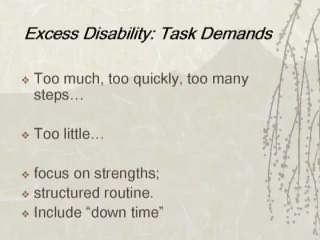 Excess Disability: Task Demands
Too much, too quickly, too many
steps…
Too little…
focus on strengths;
structured routine.
Include “down time”